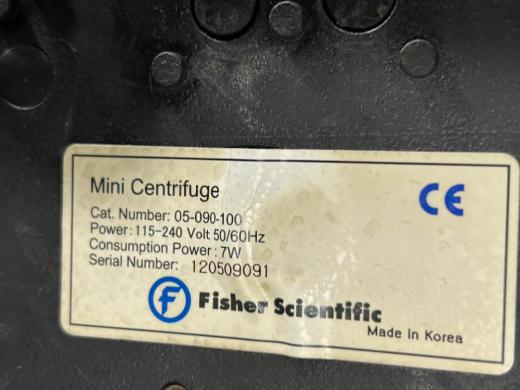 Mini Centrifuge
CE
Cat. Number: 05-090-100
Power: 115-240 Volt 50/60Hz
Consumption Power: 7W
Serial Number: 120509091
f Fisher Scientific
Made In Korea